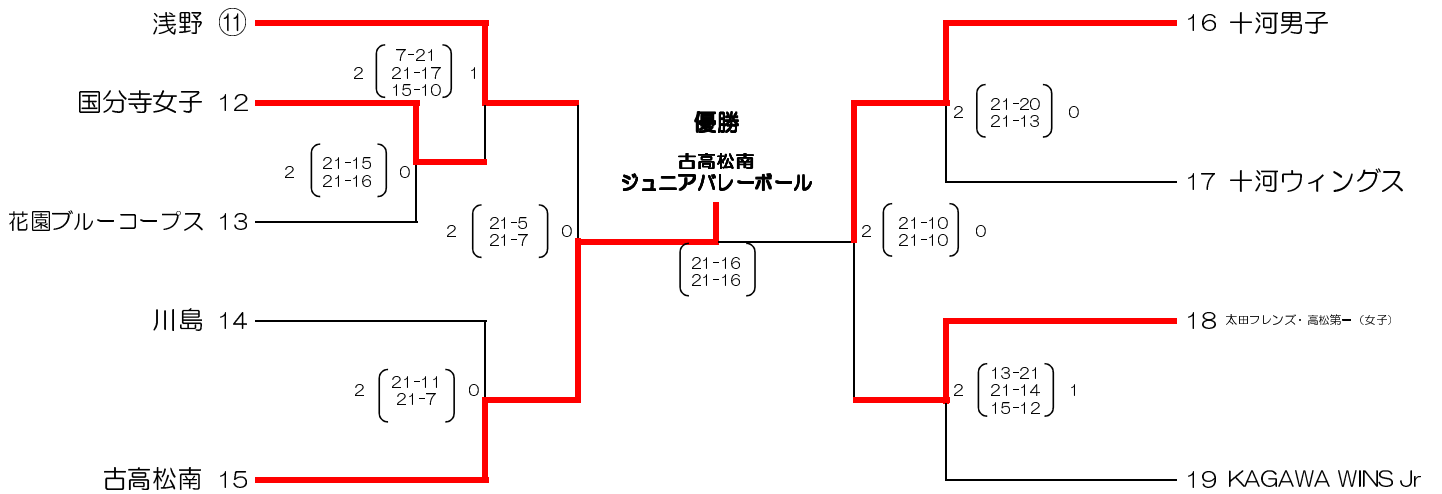 浅野 ⑪
2 7-21 1
21-17
15-10
国分寺女子 12
2 21-15 0
21-16
花園ブルーコープス 13
2 21-5 0
21-7
川島 14
2 21-11 0
21-7
古高松南 15
優勝
古高松南
ジュニアバレーボール
21-16
21-16
16 十河男子
2 21-20 0
21-13
17 十河ウィングス
2 21-10 0
21-10
18 太田フレンズ・高松第一（女子）
2 13-21 1
21-14
15-12
19 KAGAWA WINS Jr